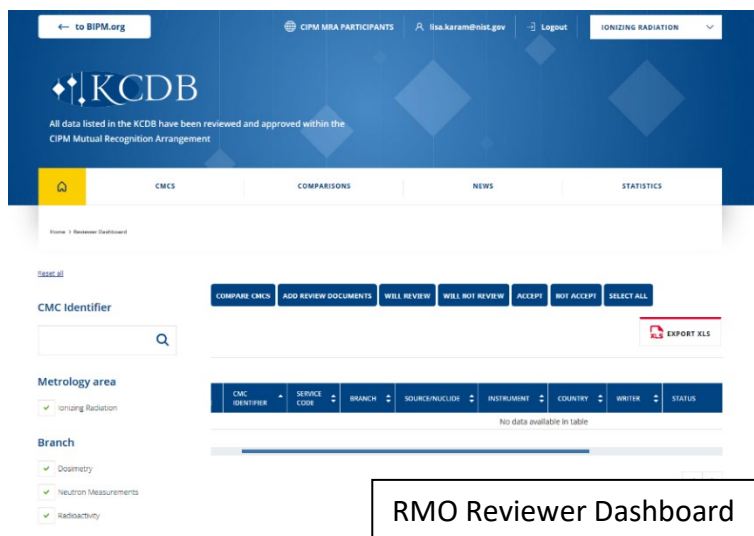 ← to BIPM.org
CIPM MRA PARTICIPANTS
lisa.karam@nist.gov
Logout
IONIZING RADIATION
KCDB
All data listed in the KCDB have been reviewed and approved within the
CIPM Mutual Recognition Arrangement
CMCS
COMPARISONS
NEWS
STATISTICS
Home > Reviewer Dashboard
Reset all
COMPARE CMCS
ADD REVIEW DOCUMENTS
WILL REVIEW
WILL NOT REVIEW
ACCEPT
NOT ACCEPT
SELECT ALL
CMC Identifier
XLS EXPORT XLS
Metrology area
Ionizing Radiation
CMC IDENTIFIER
SERVICE CODE
BRANCH
SOURCE/NUCLIDE
INSTRUMENT
COUNTRY
WRITER
STATUS
No data available in table
Branch
Dosimetry
Neutron Measurements
Radioactivity
RMO Reviewer Dashboard